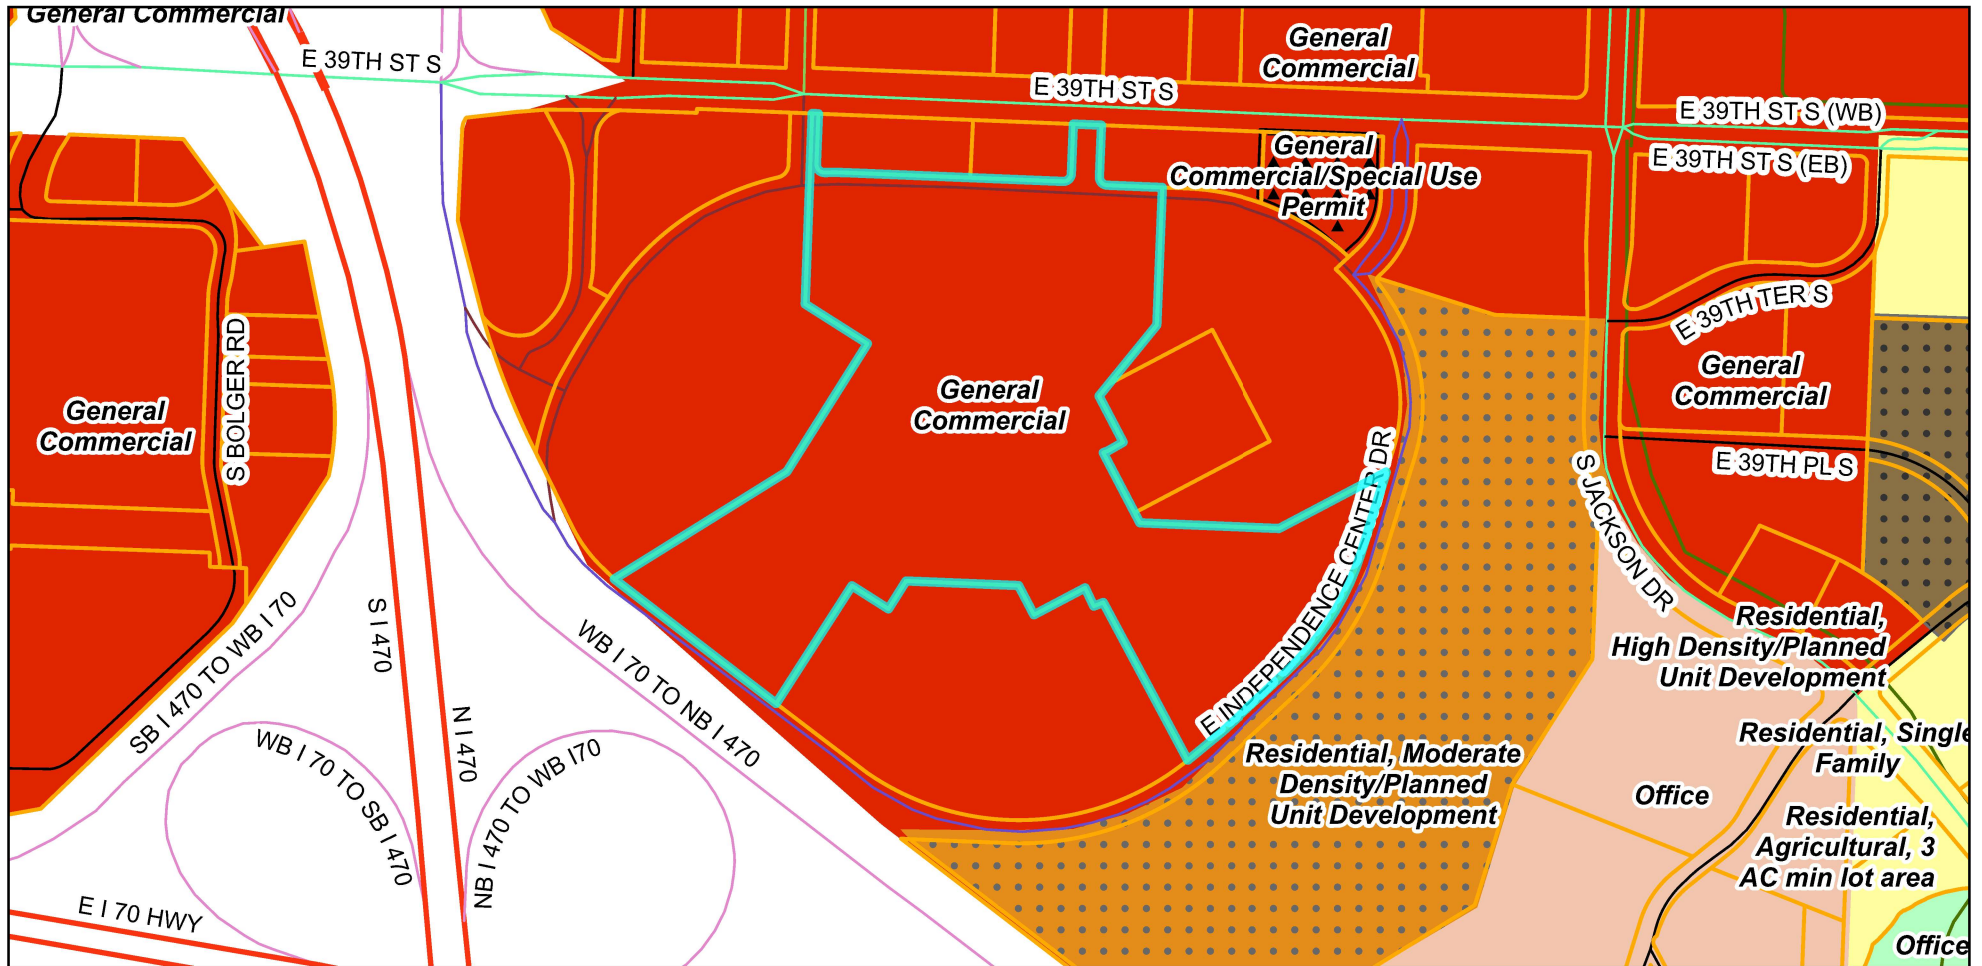 General Commercial
E 39TH ST S
General
Commercial
E 39TH ST S
E 39TH ST S (WB)
General
Commercial/Special Use
Permit
E 39TH ST S (EB)
E 39TH TER S
S BOLGER RD
General
Commercial
General
Commercial
General
Commercial
E 39TH PL S
E INDEPENDENCE CENTER DR
S JACKSON DR
S I 470
SB I 470 TO WB I 70
WB I 70 TO NB I 470
Residential,
High Density/Planned
Unit Development
N I 470
WB I 70 TO SB I 470
NB I 470 TO WB I70
Residential, Moderate
Density/Planned
Unit Development
Residential, Single
Family
Office
Residential,
Agricultural, 3
AC min lot area
E I 70 HWY
Office